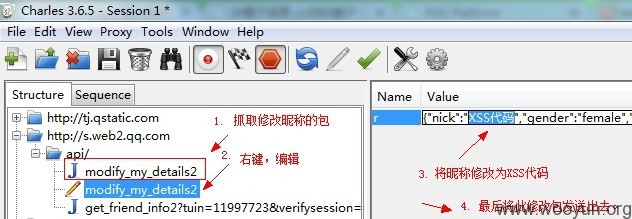 Charles 3.6.5 - Session 1 *
File Edit View Proxy Tools Window Help
Structure Sequence
http://tj.qstatic.com
http://s.web2.qq.com
api/
modify_my_details2
modify_my_details2
get_friend_info2?tuin=11997723&verifysession=
1. 抓取修改昵称的包
2. 右键，编辑
Name Value
r {"nick":"XSS代码","gender":"female",
3. 将昵称修改为XSS代码
4. 最后将此修改包发送出去
www.wooyun.org